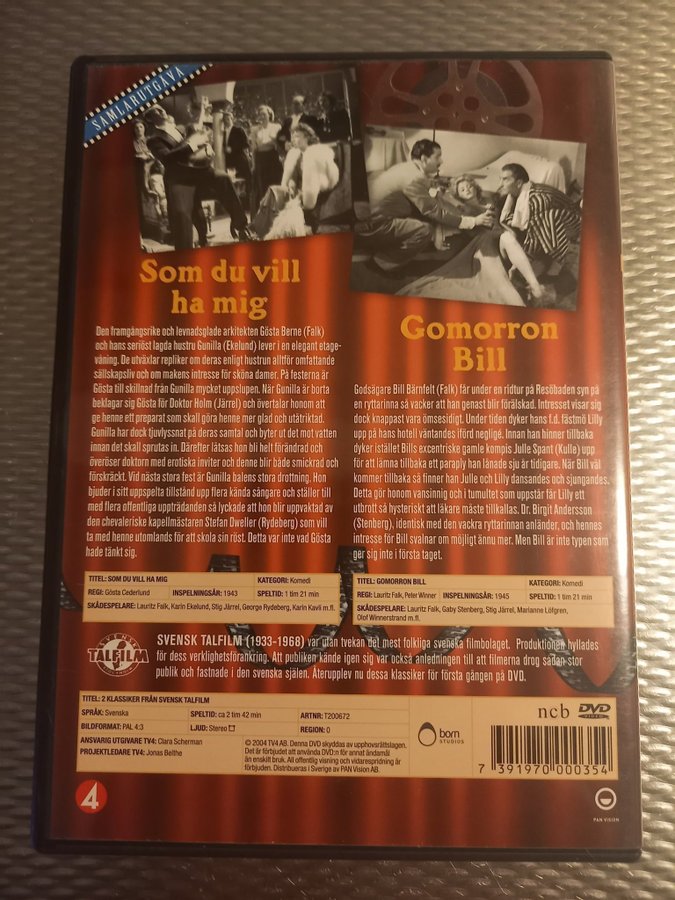 SAMLARUTGÅVA
Som du vill
ha mig
Den framgångsrike och levnadsglade arkitekten Gösta Berne (Falk)
och hans seriöst lagda hustru Gunilla (Ekelund) lever i en elegant etage-
våning. De utväxlar repliker om deras enligt hustrun alltför omfattande
sällskapsliv och om makens intresse för sköna damer. På festerna är
Gösta till skillnad från Gunilla mycket uppslupen. När Gunilla är borta
beklagar sig Gösta för Doktor Holm (Järrel) och övertalar honom att
ge henne ett preparat som skall göra henne mer glad och utåtriktad.
Gunilla har dock tjuvlyssnat på deras samtal och byter ut det mot vatten
innan det skall sprutas in. Därefter låtsas hon bli helt förändrad och
överöser doktorn med erotiska inviter och denne blir både smickrad och
förskräckt. Vid nästa stora fest är Gunilla balens stora drottning. Hon
bjuder i sitt uppspelta tillstånd upp flera kända sångare och ställer till
med flera offentliga uppträdanden så lyckade att hon blir uppvaktad av
den chevalereske kapellmästaren Stefan Dweller (Rydeberg) som vill
ta med henne utomlands för att skola sin röst. Detta var inte vad Gösta
hade tänkt sig.
Gomorron
Bill
Godsägare Bill Bärnfelt (Falk) får under en ridtur på Resöbaden syn på
en ryttarinna så vacker att han genast blir förälskad. Intresset visar sig
dock knappast vara ömsesidigt. Under tiden dyker hans f.d. fästmö Lilly
upp på hans hotell väntandes iförd negligé. Innan han hinner tillbaka
dyker istället Bills excentriske gamle kompis Julle Spant (Kulle) upp
för att lämna tillbaka ett paraply han lånade sju år tidigare. När Bill väl
kommer tillbaka så finner han Julle och Lilly dansandes och sjungandes.
Detta gör honom vansinnig och i tumultet som uppstår får Lilly ett
utbrott så hysteriskt att läkare måste tillkallas. Dr. Birgit Andersson
(Stenberg), identisk med den vackra ryttarinnan anländer, och hennes
intresse för Bill svalnar om möjligt ännu mer. Men Bill är inte typen som
ger sig inte i första taget.
TITEL: SOM DU VILL HA MIG KATEGORI: Komedi
REGI: Gösta Cederlund INSPELNINGSÅR: 1943 SPELTID: 1 tim 21 min
SKÅDESPELARE: Lauritz Falk, Karin Ekelund, Stig Järrel, George Rydeberg, Karin Kavli m.fl.
TITEL: GOMORRON BILL KATEGORI: Komedi
REGI: Lauritz Falk, Peter Winner INSPELNINGSÅR: 1945 SPELTID: 1 tim 21 min
SKÅDESPELARE: Lauritz Falk, Gaby Stenberg, Stig Järrel, Marianne Löfgren,
Olof Winnerstrand m.fl.
SVENSK
TALFILM
SVENSK TALFILM (1933-1968) var utan tvekan det mest folkliga svenska filmbolaget. Produktionen hyllades
för dess verklighetsförankring. Att publiken kände igen sig var också anledningen till att filmerna drog sådan stor
publik och fastnade i den svenska själen. Återupplev nu dessa klassiker för första gången på DVD.
TITEL: 2 KLASSIKER FRÅN SVENSK TALFILM
SPRÅK: Svenska SPELTID: ca 2 tim 42 min ARTNR: T200672
BILDFORMAT: PAL 4:3 LJUD: Stereo REGION: 0
ANSVARIG UTGIVARE TV4: Clara Scherman
PROJEKTLEDARE TV4: Jonas Belthe
© 2004 TV4 AB. Denna DVD skyddas av upphovsrättslagen.
Det är förbjudet att använda DVD:n för annat ändamål
än enskilt bruk. All offentlig visning och vidarespridning är
förbjuden. Distribueras i Sverige av PAN Vision AB.
born
STUDIOS
ncb DVD
VIDEO
7 391970 000354
4
PAN VISION